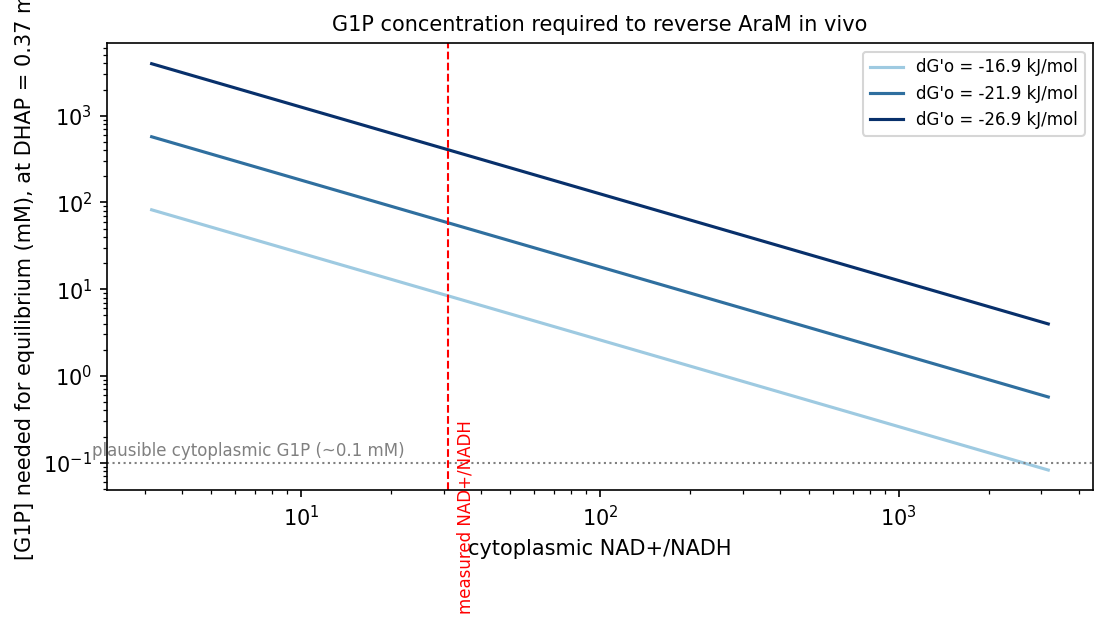 G1P concentration required to reverse AraM in vivo
[G1P] needed for equilibrium (mM), at DHAP = 0.37
10³
10²
10¹
10⁰
10⁻¹
dG'o = -16.9 kJ/mol
dG'o = -21.9 kJ/mol
dG'o = -26.9 kJ/mol
plausible cytoplasmic G1P (~0.1 mM)
measured NAD+/NADH
10¹
10²
10³
cytoplasmic NAD+/NADH